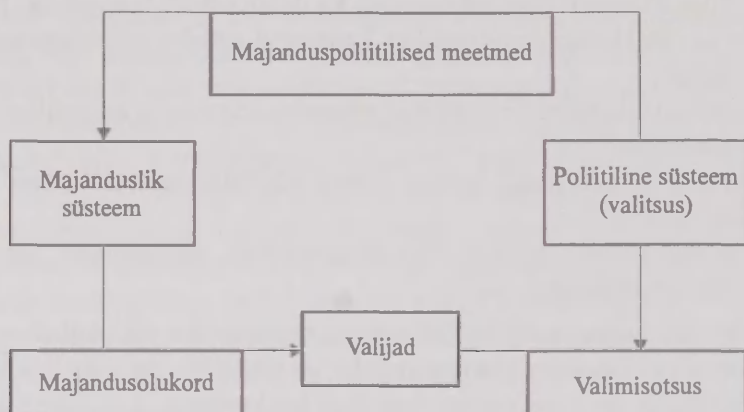 Majanduspoliitilised meetmed
Majanduslik
süsteem
Poliitiline süsteem
(valitsus)
Valijad
Majandusolukord
Valimisotsus